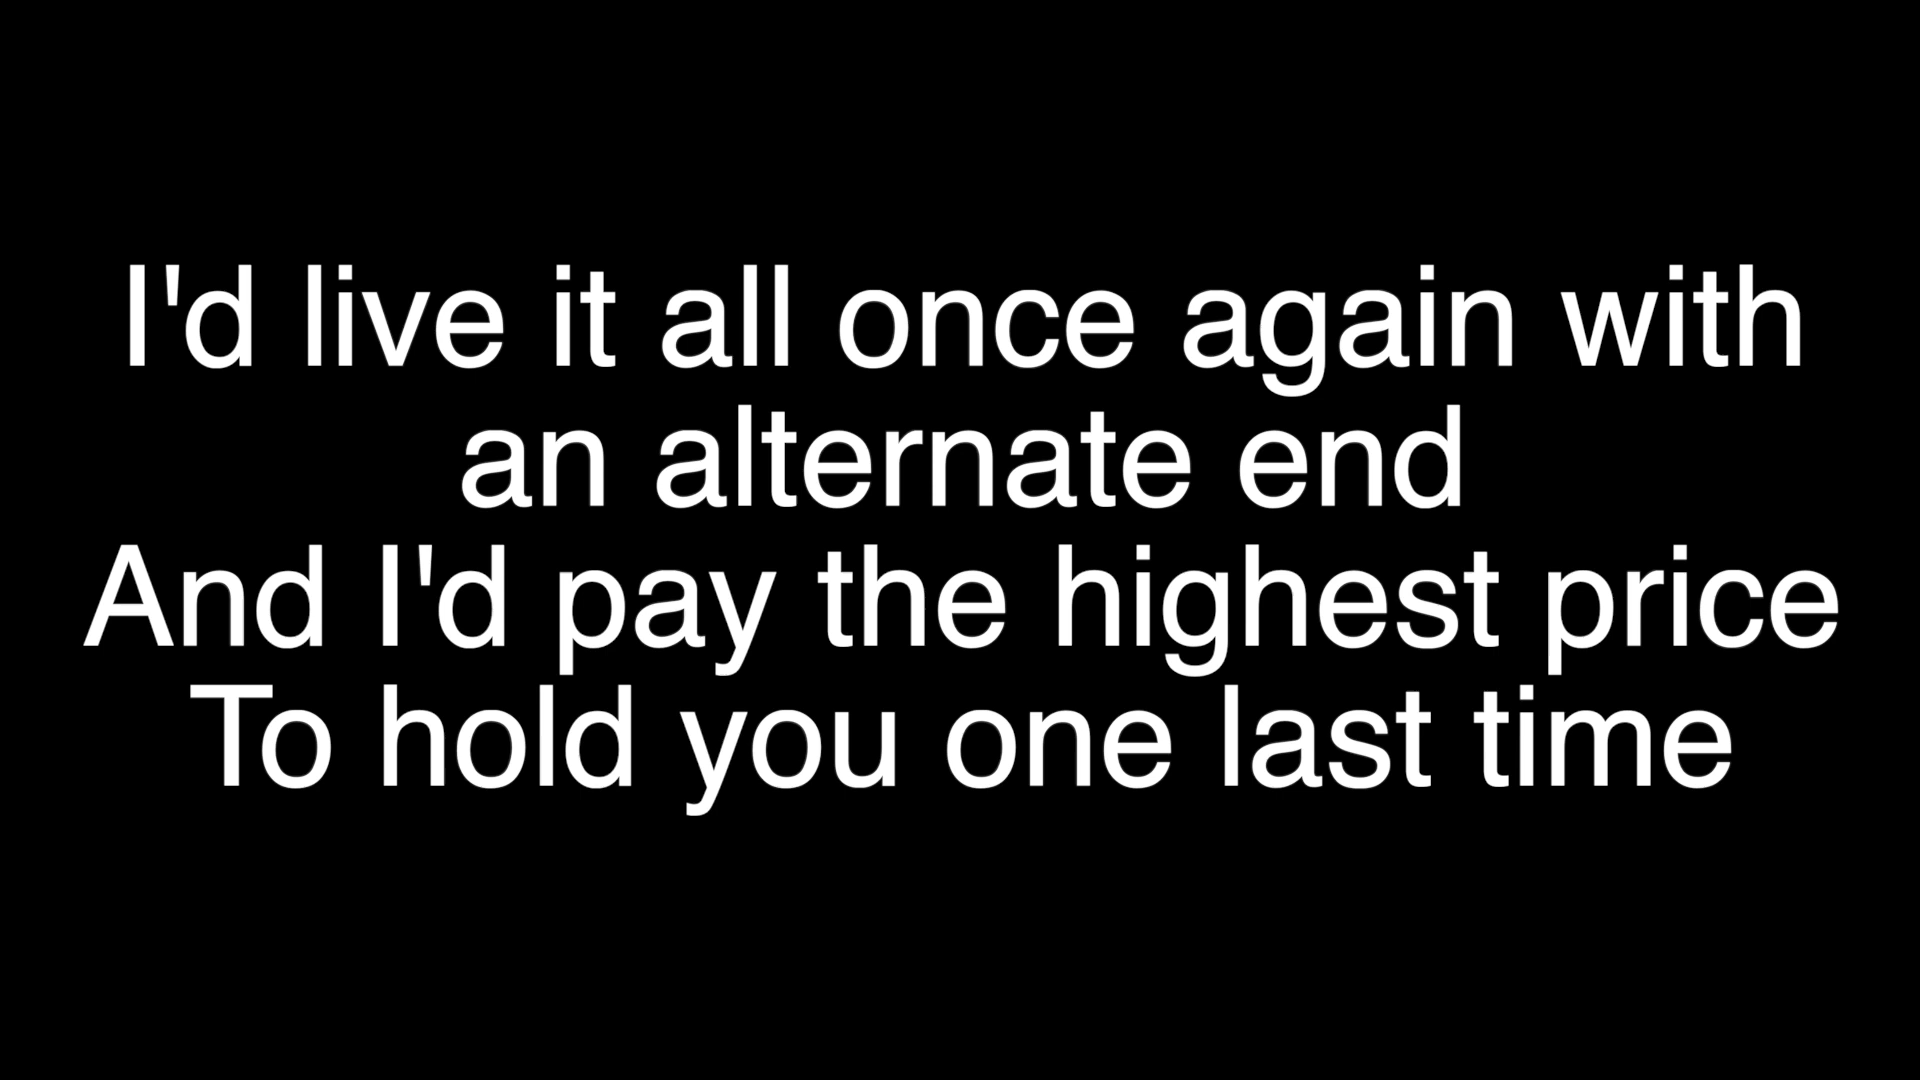 I'd live it all once again with
an alternate end
And I'd pay the highest price
To hold you one last time